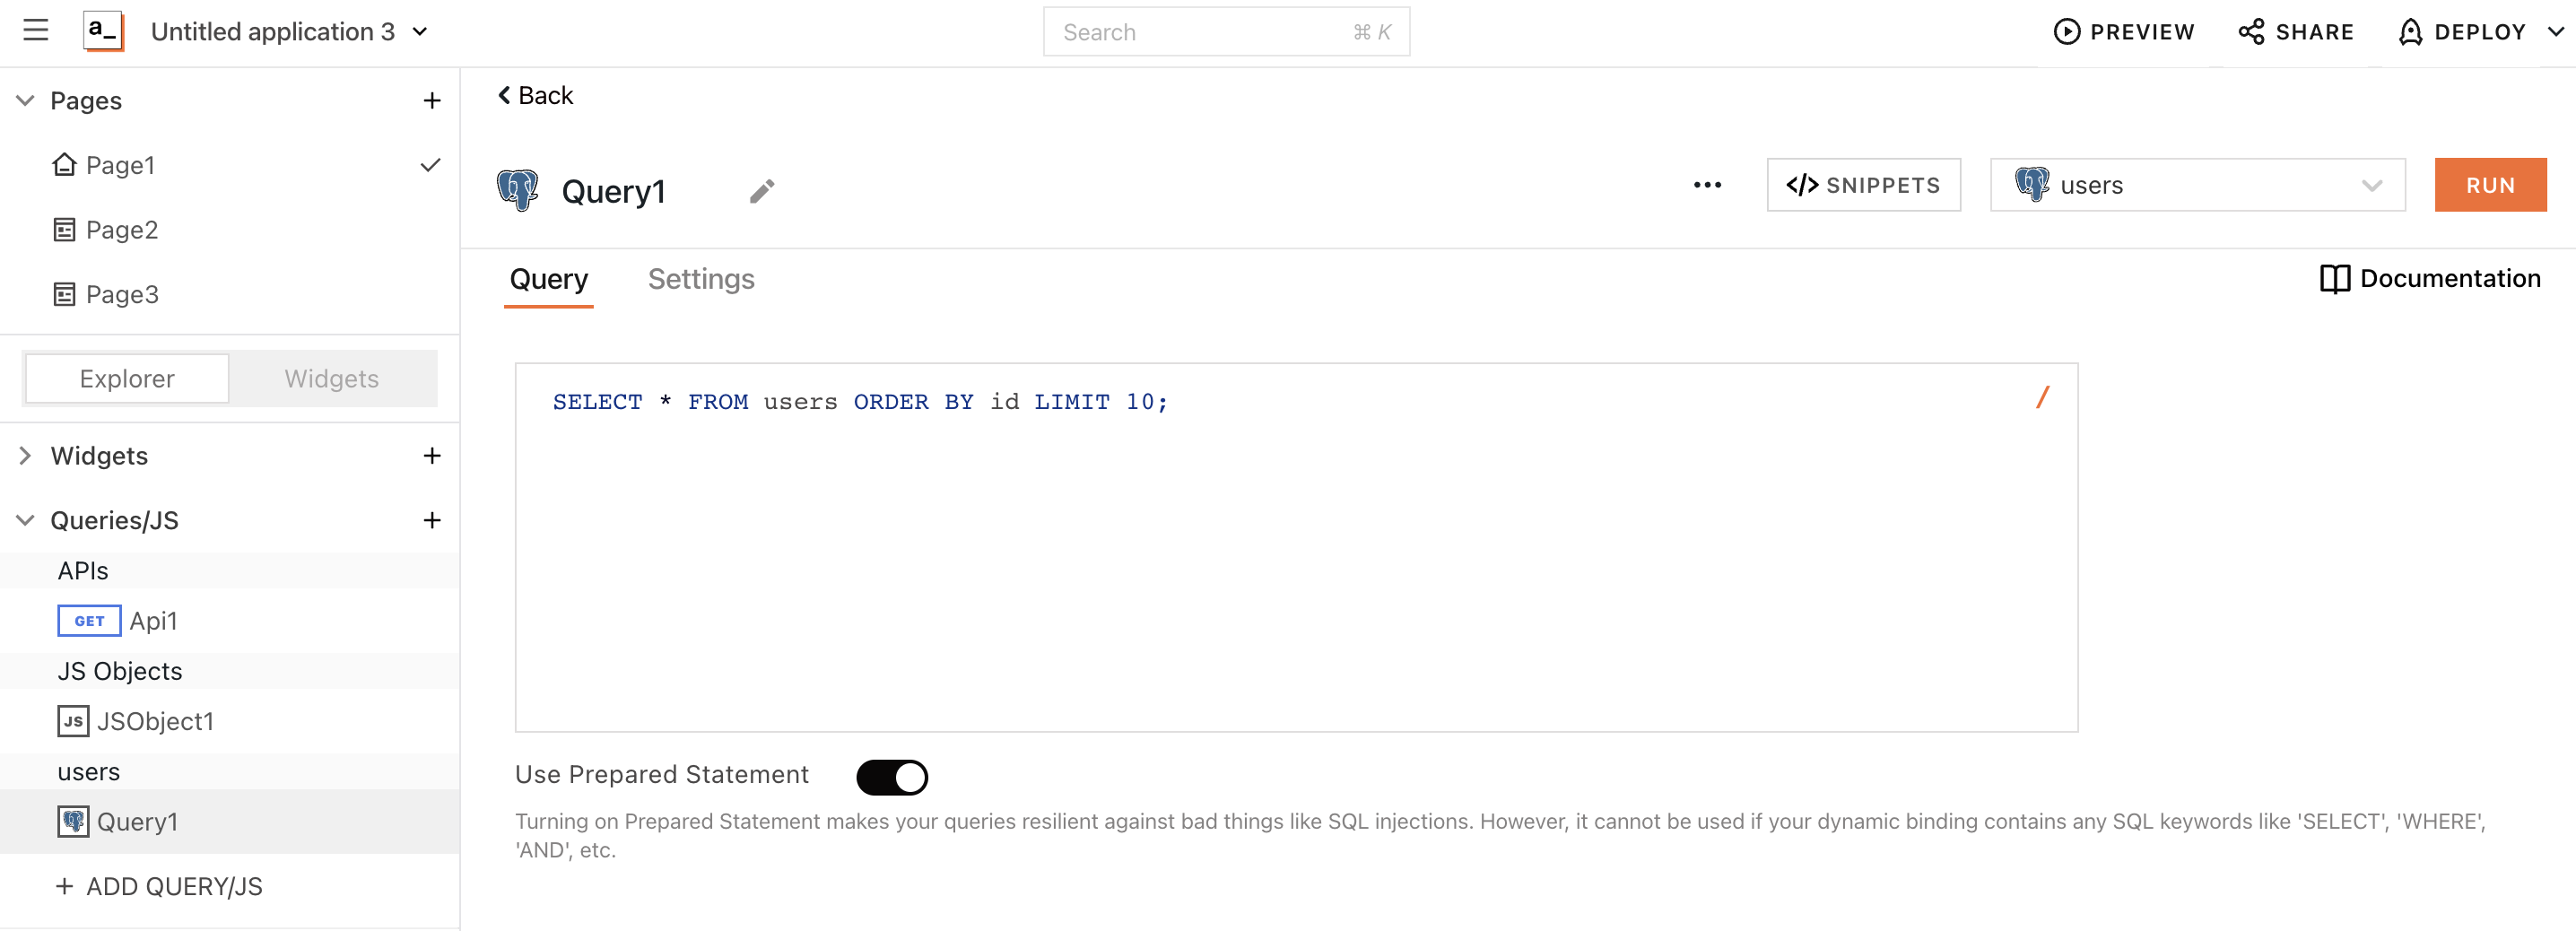 a_ Untitled application 3
Search ⌘ K
PREVIEW SHARE DEPLOY
Pages +
Page1
Page2
Page3
Explorer Widgets
Widgets +
Queries/JS +
APIs
GET Api1
JS Objects
JS JSObject1
users
Query1
+ ADD QUERY/JS
Back
Query1
••• </> SNIPPETS users RUN
Query Settings Documentation
SELECT * FROM users ORDER BY id LIMIT 10; /
Use Prepared Statement
Turning on Prepared Statement makes your queries resilient against bad things like SQL injections. However, it cannot be used if your dynamic binding contains any SQL keywords like 'SELECT', 'WHERE',
'AND', etc.